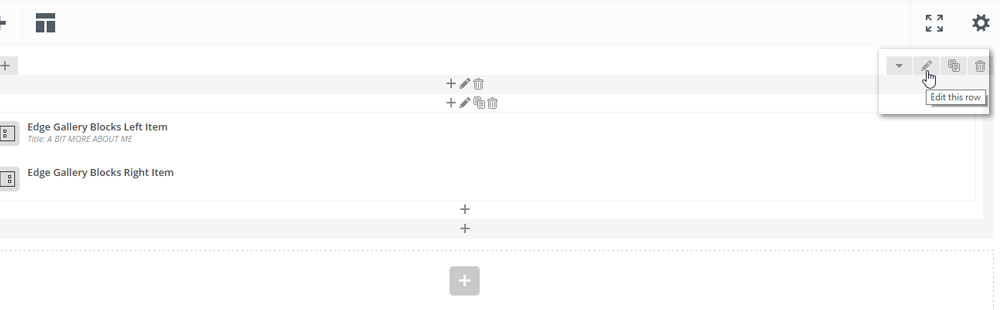 Edit this row
Edge Gallery Blocks Left Item
Title: A BIT MORE ABOUT ME
Edge Gallery Blocks Right Item